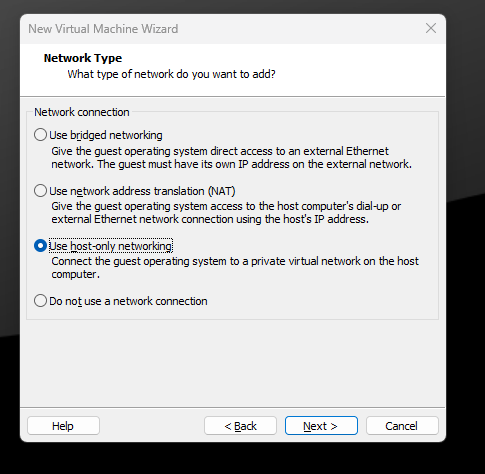 New Virtual Machine Wizard
Network Type
What type of network do you want to add?
Network connection
Use bridged networking
Give the guest operating system direct access to an external Ethernet
network. The guest must have its own IP address on the external network.
Use network address translation (NAT)
Give the guest operating system access to the host computer's dial-up or
external Ethernet network connection using the host's IP address.
Use host-only networking
Connect the guest operating system to a private virtual network on the host
computer.
Do not use a network connection
Help
< Back
Next >
Cancel